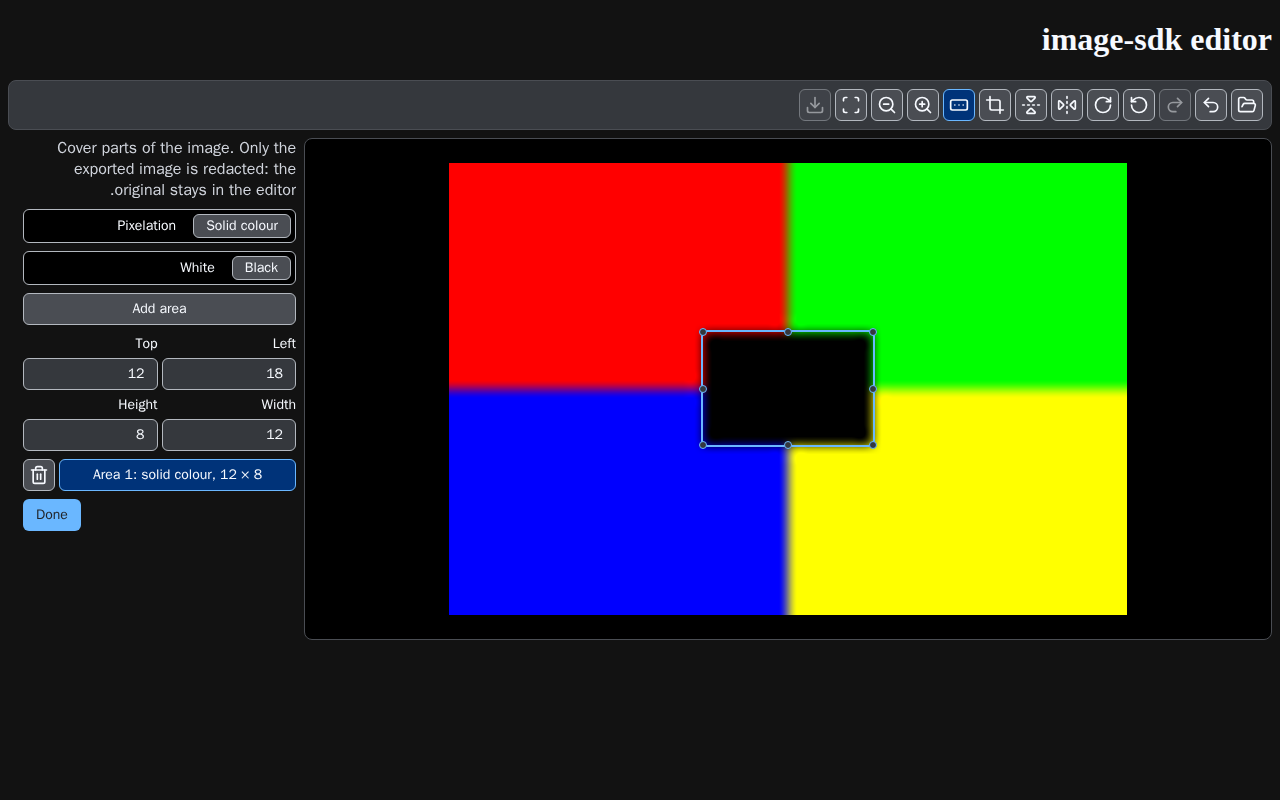 image-sdk editor
Cover parts of the image. Only the
exported image is redacted: the
.original stays in the editor
Solid colour Pixelation
Black White
Add area
Left Top
18 12
Width Height
12 8
Area 1: solid colour, 12 × 8
Done